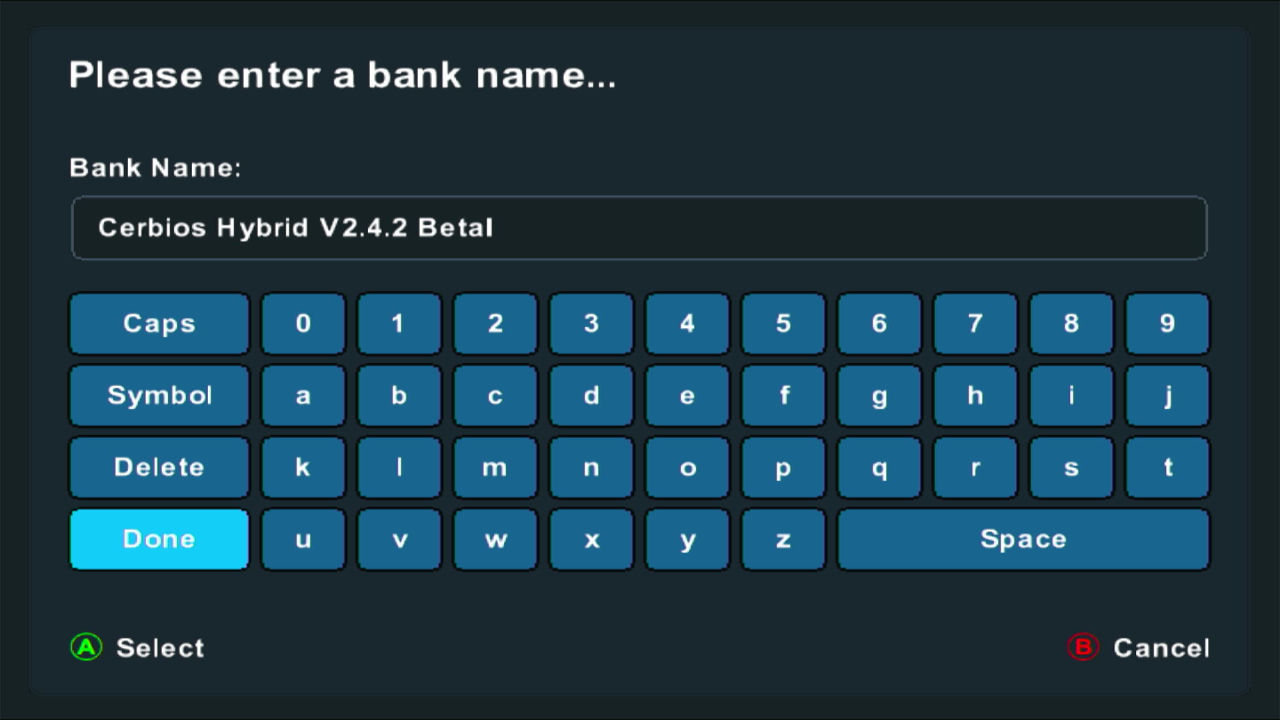 Please enter a bank name...
Bank Name:
Cerbios Hybrid V2.4.2 Beta
Caps 0 1 2 3 4 5 6 7 8 9
Symbol a b c d e f g h i j
Delete k l m n o p q r s t
Done u v w x y z Space
A Select B Cancel